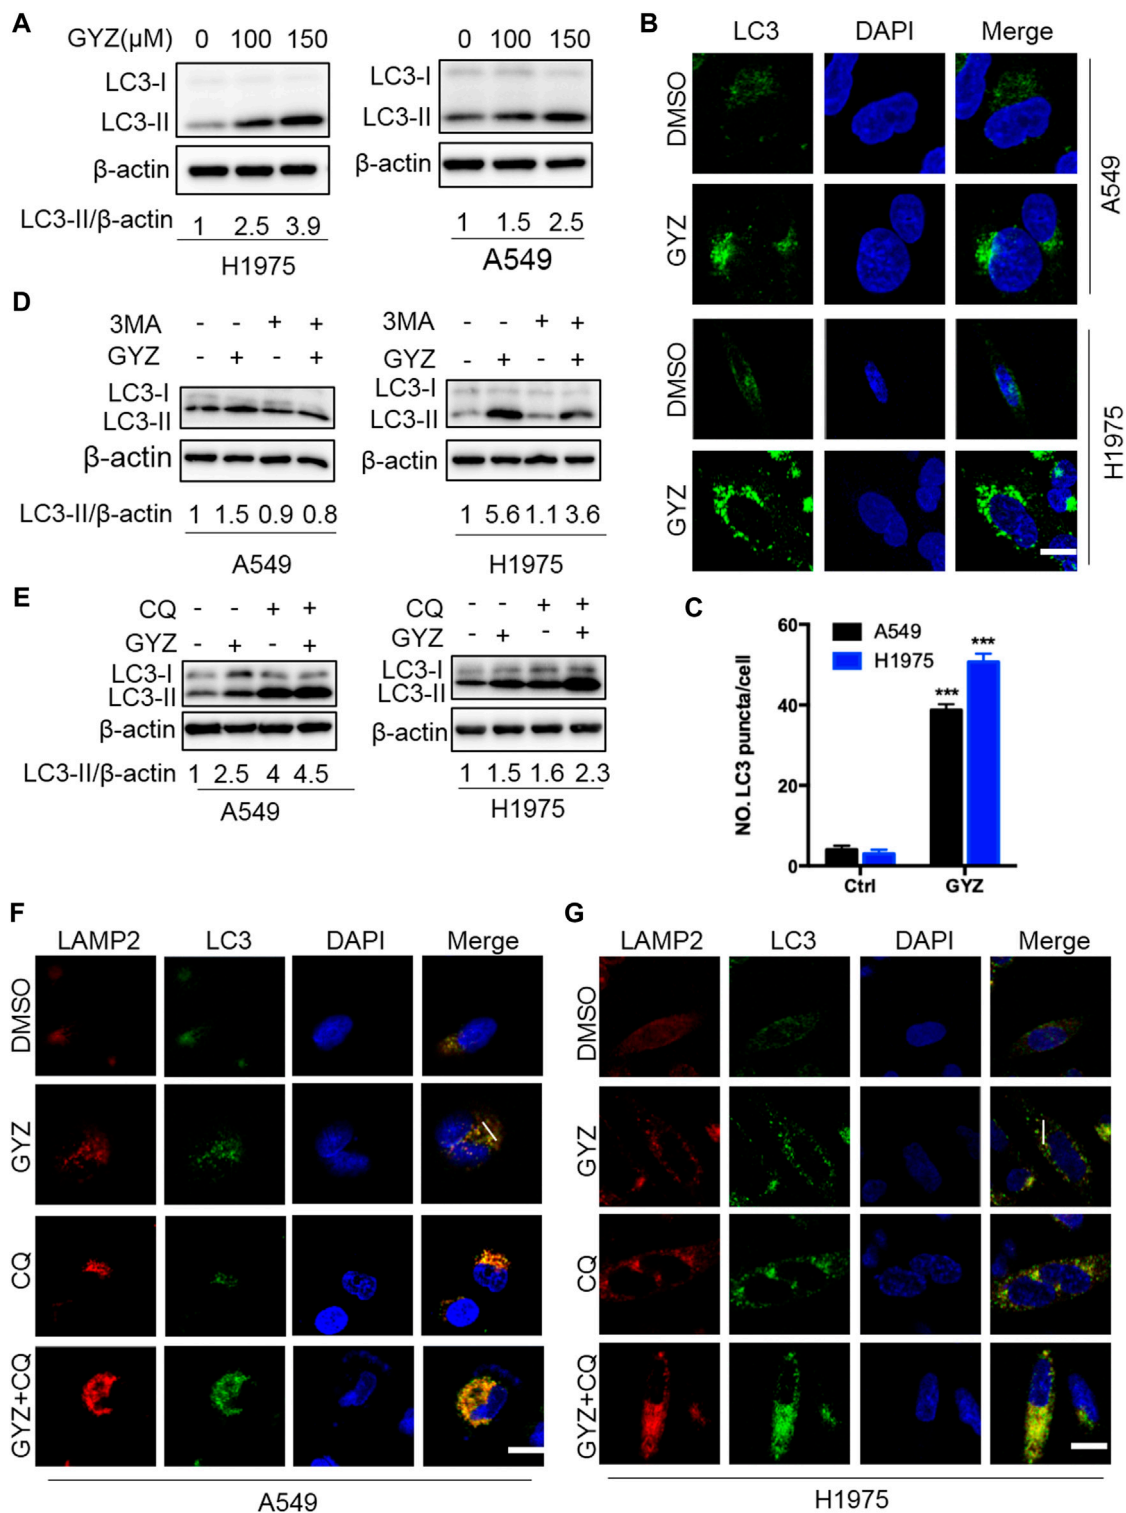 A
GYZ(μM) 0 100 150
LC3-I
LC3-II
β-actin
LC3-II/β-actin 1 2.5 3.9
H1975
0 100 150
LC3-I
LC3-II
β-actin
1 1.5 2.5
A549
B
LC3 DAPI Merge
DMSO
GYZ
A549
DMSO
GYZ
H1975
D
3MA - - + +
GYZ - + - +
LC3-I
LC3-II
β-actin
LC3-II/β-actin 1 1.5 0.9 0.8
A549
3MA - - + +
GYZ - + - +
LC3-I
LC3-II
β-actin
1 5.6 1.1 3.6
H1975
E
CQ - - + +
GYZ - + - +
LC3-I
LC3-II
β-actin
LC3-II/β-actin 1 2.5 4 4.5
A549
CQ - - + +
GYZ - + - +
LC3-I
LC3-II
β-actin
1 1.5 1.6 2.3
H1975
C
NO. LC3 puncta/cell
60
40
20
0
A549
H1975
***
***
Ctrl GYZ
F
LAMP2 LC3 DAPI Merge
DMSO
GYZ
CQ
GYZ+CQ
A549
G
LAMP2 LC3 DAPI Merge
DMSO
GYZ
CQ
GYZ+CQ
H1975